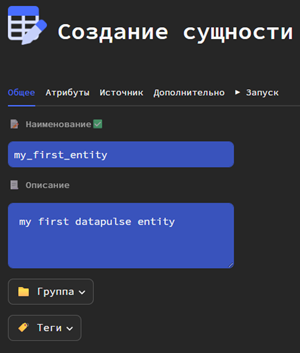 Создание сущности
Общее Атрибуты Источник Дополнительно ▶ Запуск
Наименование
my_first_entity
Описание
my first datapulse entity
Группа
Теги